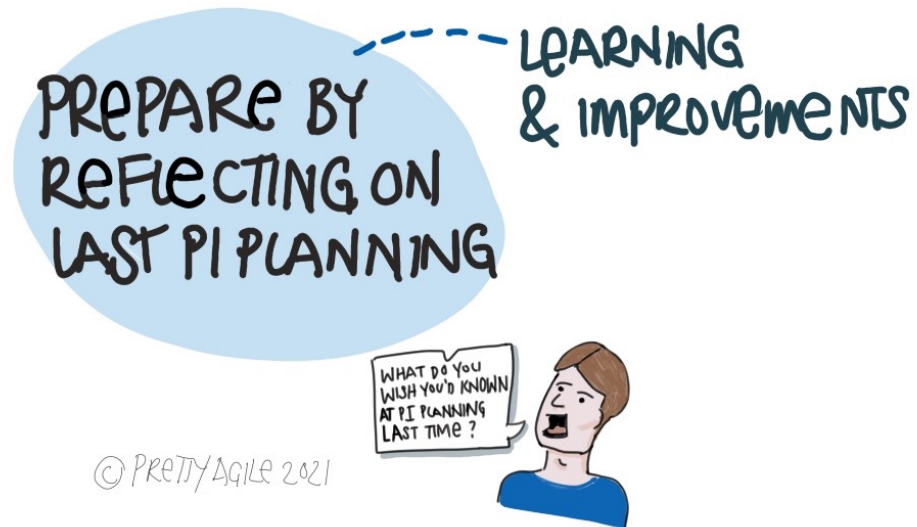 PREPARE BY
REFLECTING ON
LAST PI PLANNING
LEARNING
& IMPROVEMENTS
WHAT DO YOU
WISH YOU'D KNOWN
AT PI PLANNING
LAST TIME?
© PRETTY AGILE 2021